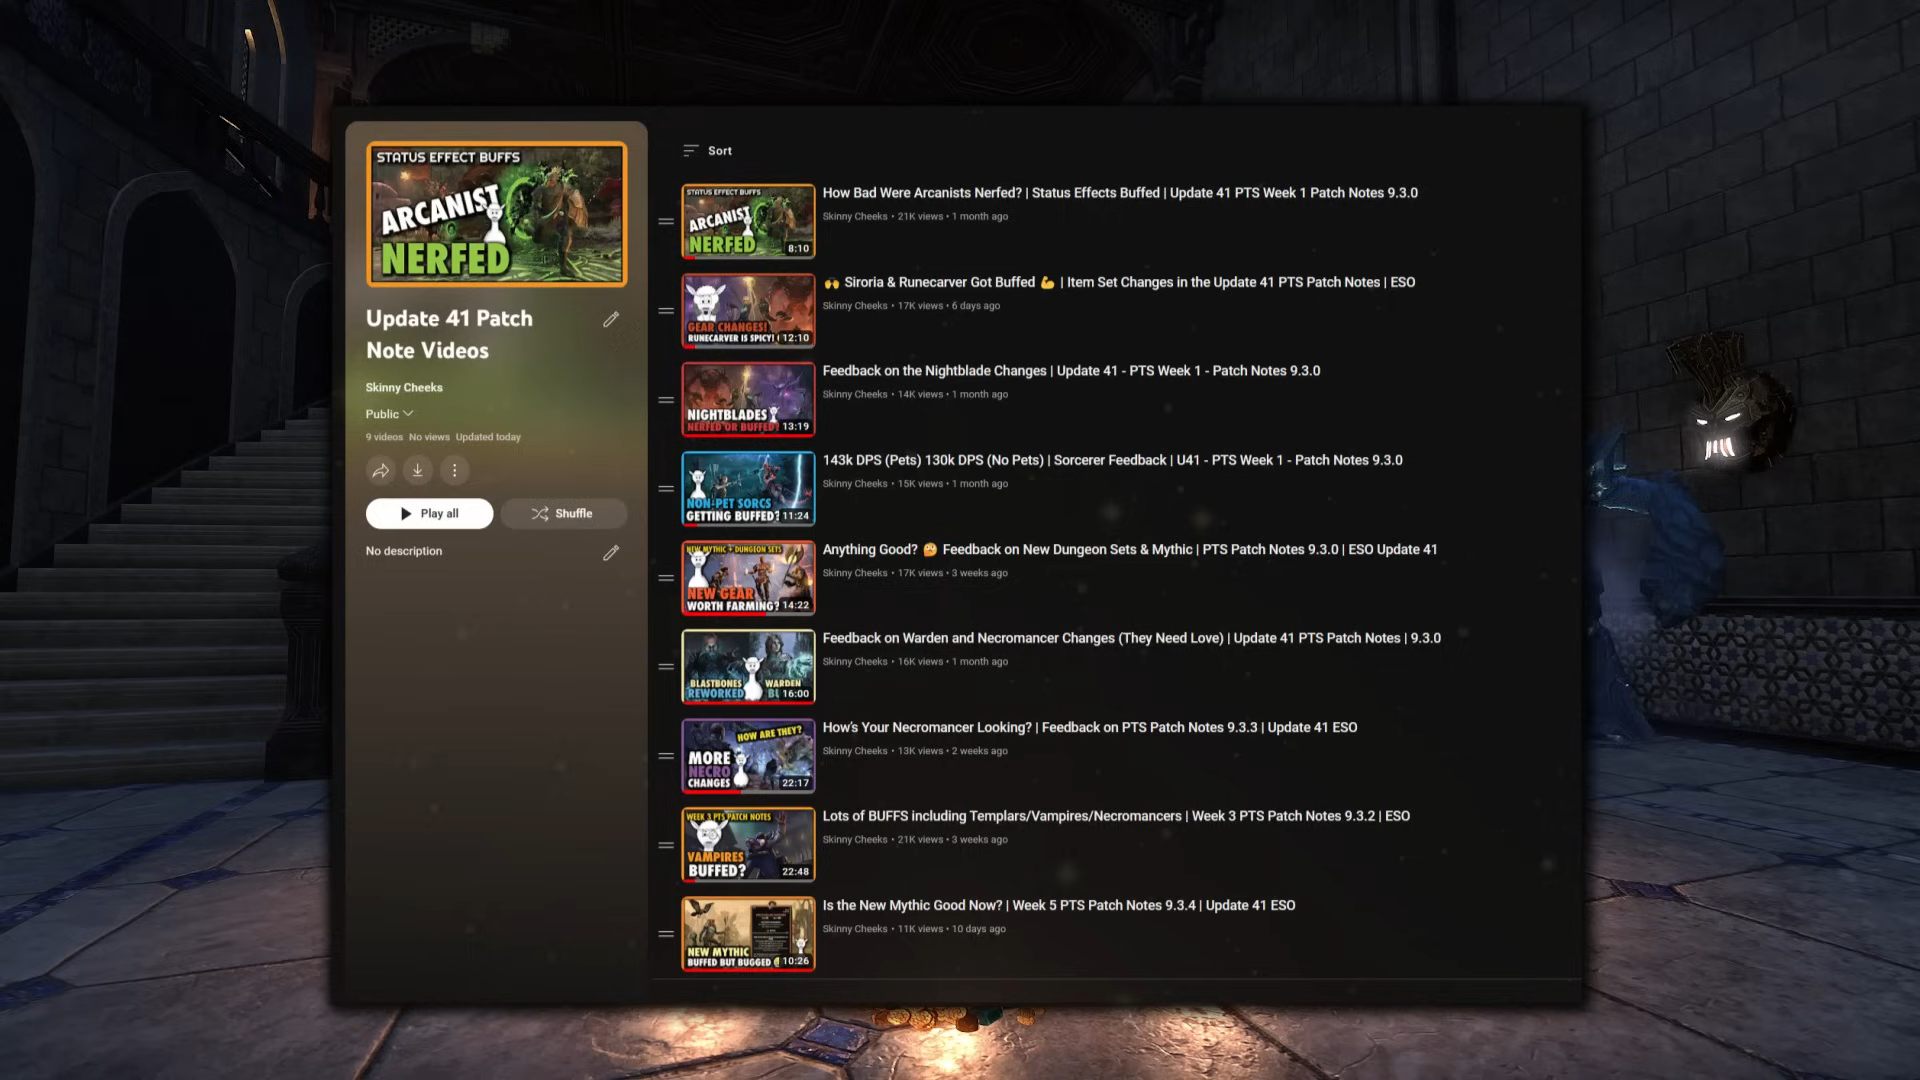 STATUS EFFECT BUFFS
ARCANIST
NERFED
Update 41 Patch
Note Videos
Skinny Cheeks
Public
9 videos No views Updated today
Play all
Shuffle
No description
Sort
STATUS EFFECT BUFFS
ARCANIST
NERFED
8:10
How Bad Were Arcanists Nerfed? | Status Effects Buffed | Update 41 PTS Week 1 Patch Notes 9.3.0
Skinny Cheeks • 21K views • 1 month ago
GEAR CHANGES!
RUNECARVER IS SPICY!
12:10
🙌 Siroria & Runecarver Got Buffed 💪 | Item Set Changes in the Update 41 PTS Patch Notes | ESO
Skinny Cheeks • 17K views • 6 days ago
NIGHTBLADES
NERFED OR BUFFED?
13:19
Feedback on the Nightblade Changes | Update 41 - PTS Week 1 - Patch Notes 9.3.0
Skinny Cheeks • 14K views • 1 month ago
NON-PET SORCS
GETTING BUFFED?
11:24
143k DPS (Pets) 130k DPS (No Pets) | Sorcerer Feedback | U41 - PTS Week 1 - Patch Notes 9.3.0
Skinny Cheeks • 15K views • 1 month ago
NEW MYTHIC + DUNGEON SETS
NEW GEAR
WORTH FARMING?
14:22
Anything Good? 🤔 Feedback on New Dungeon Sets & Mythic | PTS Patch Notes 9.3.0 | ESO Update 41
Skinny Cheeks • 17K views • 3 weeks ago
BLASTBONES WARDEN
REWORKED BU
16:00
Feedback on Warden and Necromancer Changes (They Need Love) | Update 41 PTS Patch Notes | 9.3.0
Skinny Cheeks • 16K views • 1 month ago
HOW ARE THEY?
MORE
NECRO
CHANGES
22:17
How's Your Necromancer Looking? | Feedback on PTS Patch Notes 9.3.3 | Update 41 ESO
Skinny Cheeks • 13K views • 2 weeks ago
WEEK 3 PTS PATCH NOTES
VAMPIRES
BUFFED?
22:48
Lots of BUFFS including Templars/Vampires/Necromancers | Week 3 PTS Patch Notes 9.3.2 | ESO
Skinny Cheeks • 21K views • 3 weeks ago
NEW MYTHIC
BUFFED BUT BUGGED
10:26
Is the New Mythic Good Now? | Week 5 PTS Patch Notes 9.3.4 | Update 41 ESO
Skinny Cheeks • 11K views • 10 days ago